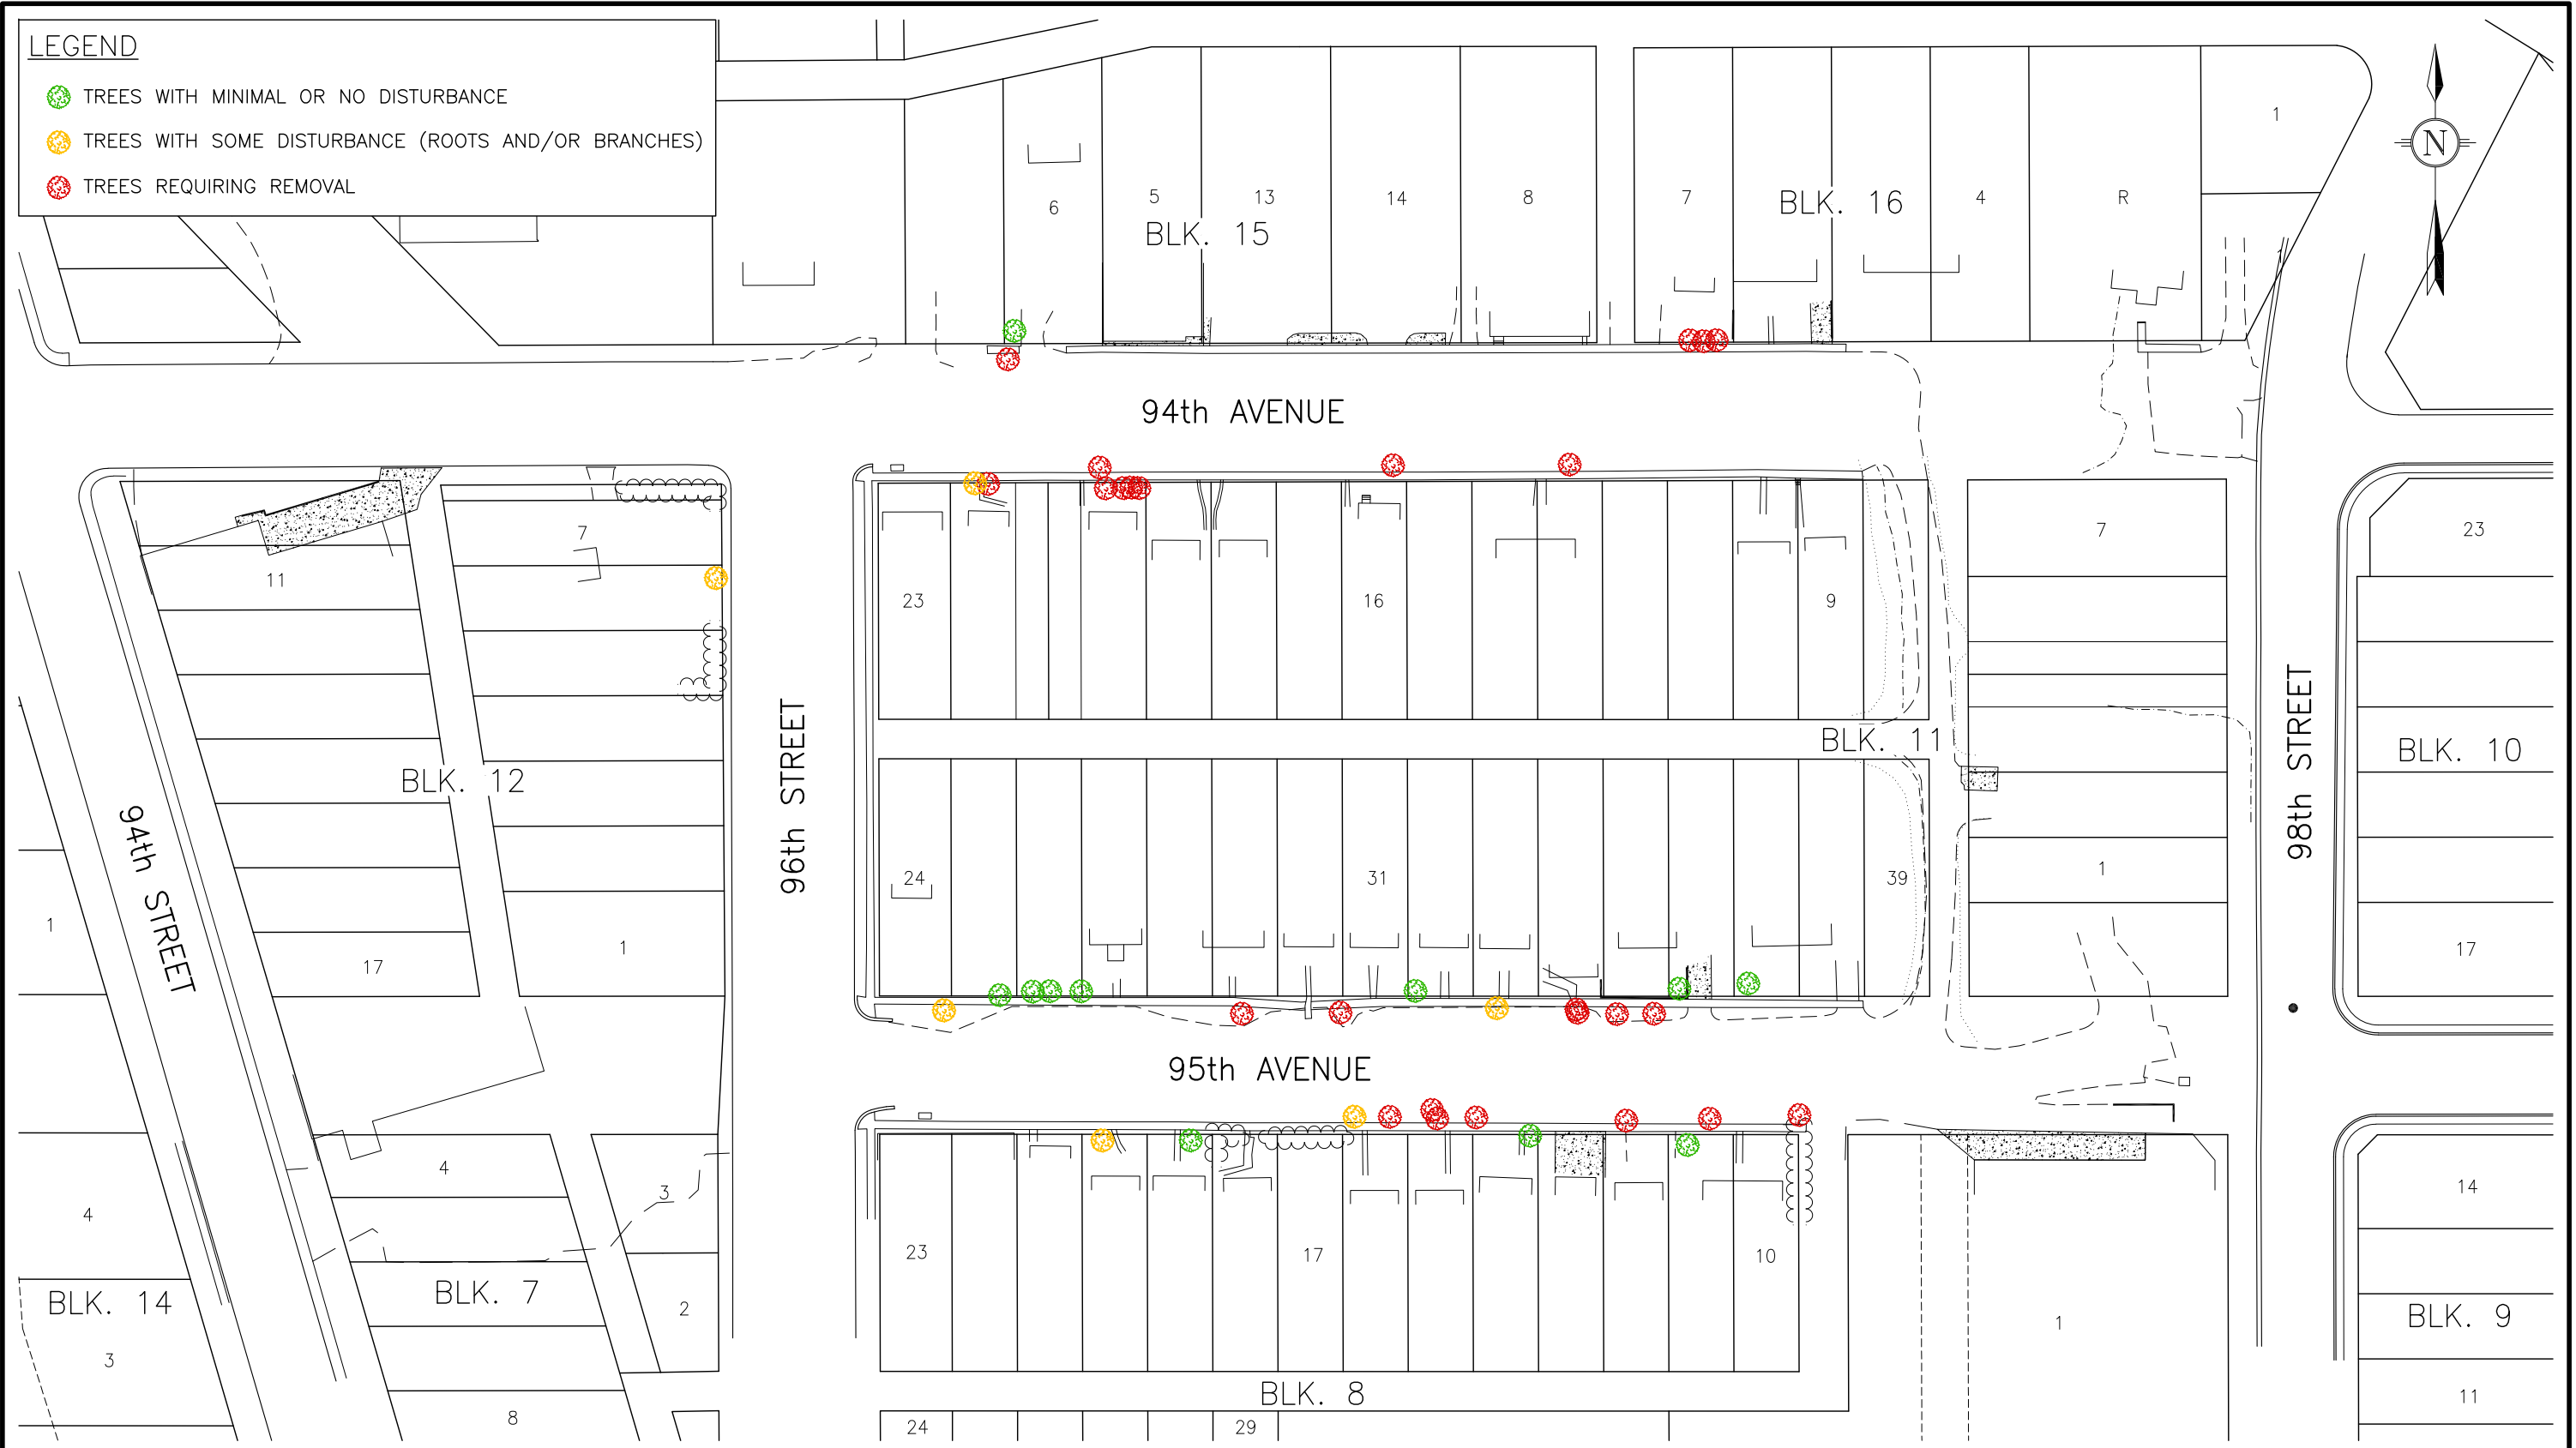 LEGEND
TREES WITH MINIMAL OR NO DISTURBANCE
TREES WITH SOME DISTURBANCE (ROOTS AND/OR BRANCHES)
TREES REQUIRING REMOVAL
N
1
6
5
13
14
8
7
4
R
BLK. 15
BLK. 16
94th AVENUE
11
7
23
16
9
7
23
BLK. 12
BLK. 11
BLK. 10
94th STREET
96th STREET
98th STREET
24
31
39
1
1
17
1
17
95th AVENUE
4
4
3
23
17
10
14
BLK. 14
BLK. 7
2
1
BLK. 9
3
8
BLK. 8
11
24
29